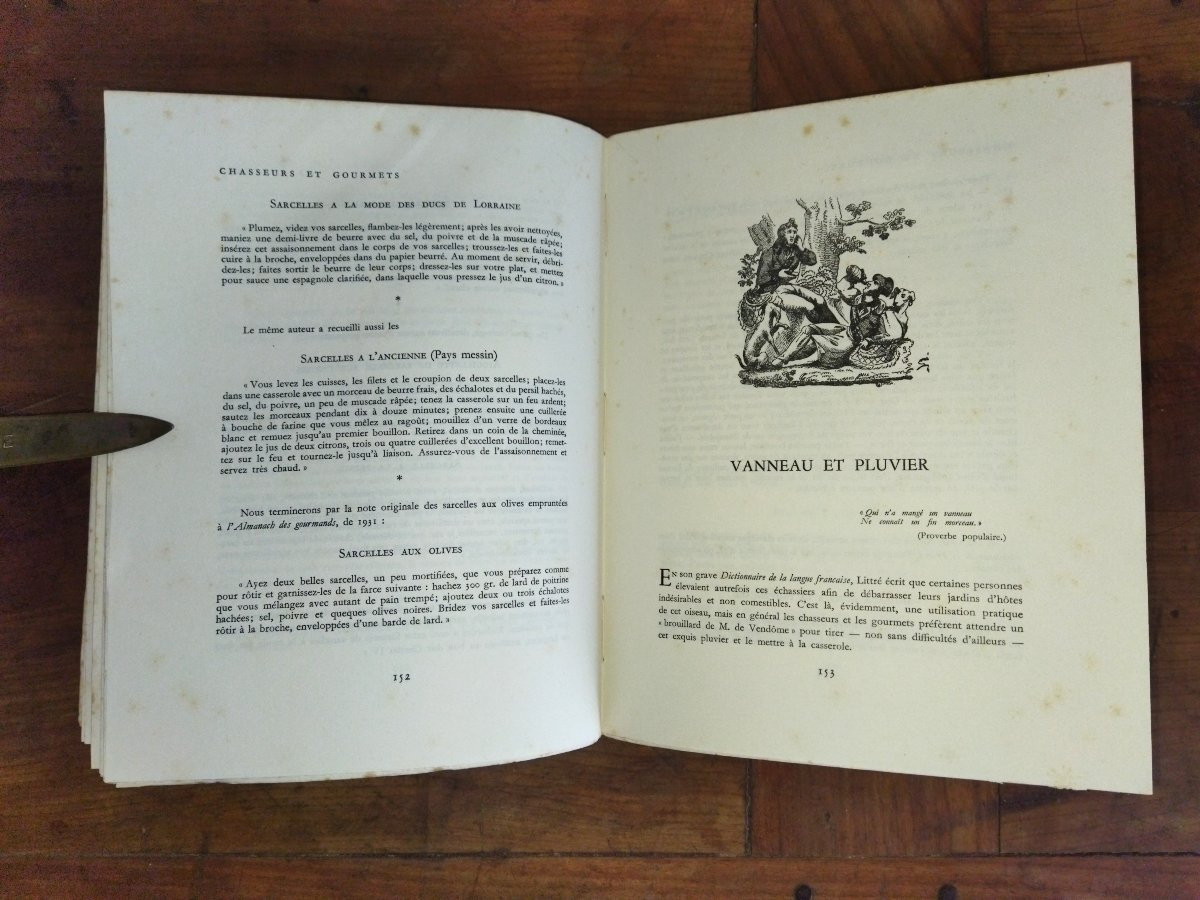 CHASSEURS ET GOURMETS
SARCELLES A LA MODE DES DUCS DE LORRAINE
« Plumez, videz vos sarcelles, flambez-les légèrement; après les avoir nettoyées,
maniez une demi-livre de beurre avec du sel, du poivre et de la muscade râpée;
insérez cet assaisonnement dans le corps de vos sarcelles; troussez-les et faites-les
cuire à la broche, enveloppées dans du papier beurré. Au moment de servir, débri-
dez-les; faites sortir le beurre de leur corps; dressez-les sur votre plat, et mettez
pour sauce une espagnole clarifiée, dans laquelle vous pressez le jus d'un citron. »
*
Le même auteur a recueilli aussi les
SARCELLES A L'ANCIENNE (Pays messin)
« Vous levez les cuisses, les filets et le croupion de deux sarcelles; placez-les
dans une casserole avec un morceau de beurre frais, des échalotes et du persil hachés,
du sel, du poivre, un peu de muscade râpée; tenez la casserole sur un feu ardent;
sautez les morceaux pendant dix à douze minutes; prenez ensuite une cuillerée
à bouche de farine que vous mêlez au ragoût; mouillez d'un verre de bordeaux
blanc et remuez jusqu'au premier bouillon. Retirez dans un coin de la cheminée,
ajoutez le jus de deux citrons, trois ou quatre cuillerées d'excellent bouillon; remet-
tez sur le feu et tournez-le jusqu'à liaison. Assurez-vous de l'assaisonnement et
servez très chaud. »
*
Nous terminerons par la note originale des sarcelles aux olives empruntées
à l'Almanach des gourmands, de 1931 :
SARCELLES AUX OLIVES
« Ayez deux belles sarcelles, un peu mortifiées, que vous préparez comme
pour rôtir et garnissez-les de la farce suivante : hachez 300 gr. de lard de poitrine
que vous mélangez avec autant de pain trempé; ajoutez deux ou trois échalotes
hachées; sel, poivre et queques olives noires. Bridez vos sarcelles et faites-les
rôtir à la broche, enveloppées d'une barde de lard. »
152
VANNEAU ET PLUVIER
« Qui n'a mangé un vanneau
Ne connaît un fin morceau. »
(Proverbe populaire.)
EN son grave Dictionnaire de la langue francaise, Littré écrit que certaines personnes
élevaient autrefois ces échassiers afin de débarrasser leurs jardins d'hôtes
indésirables et non comestibles. C'est là, évidemment, une utilisation pratique
de cet oiseau, mais en général les chasseurs et les gourmets préfèrent attendre un
« brouillard de M. de Vendôme » pour tirer — non sans difficultés d'ailleurs —
cet exquis pluvier et le mettre à la casserole.
153